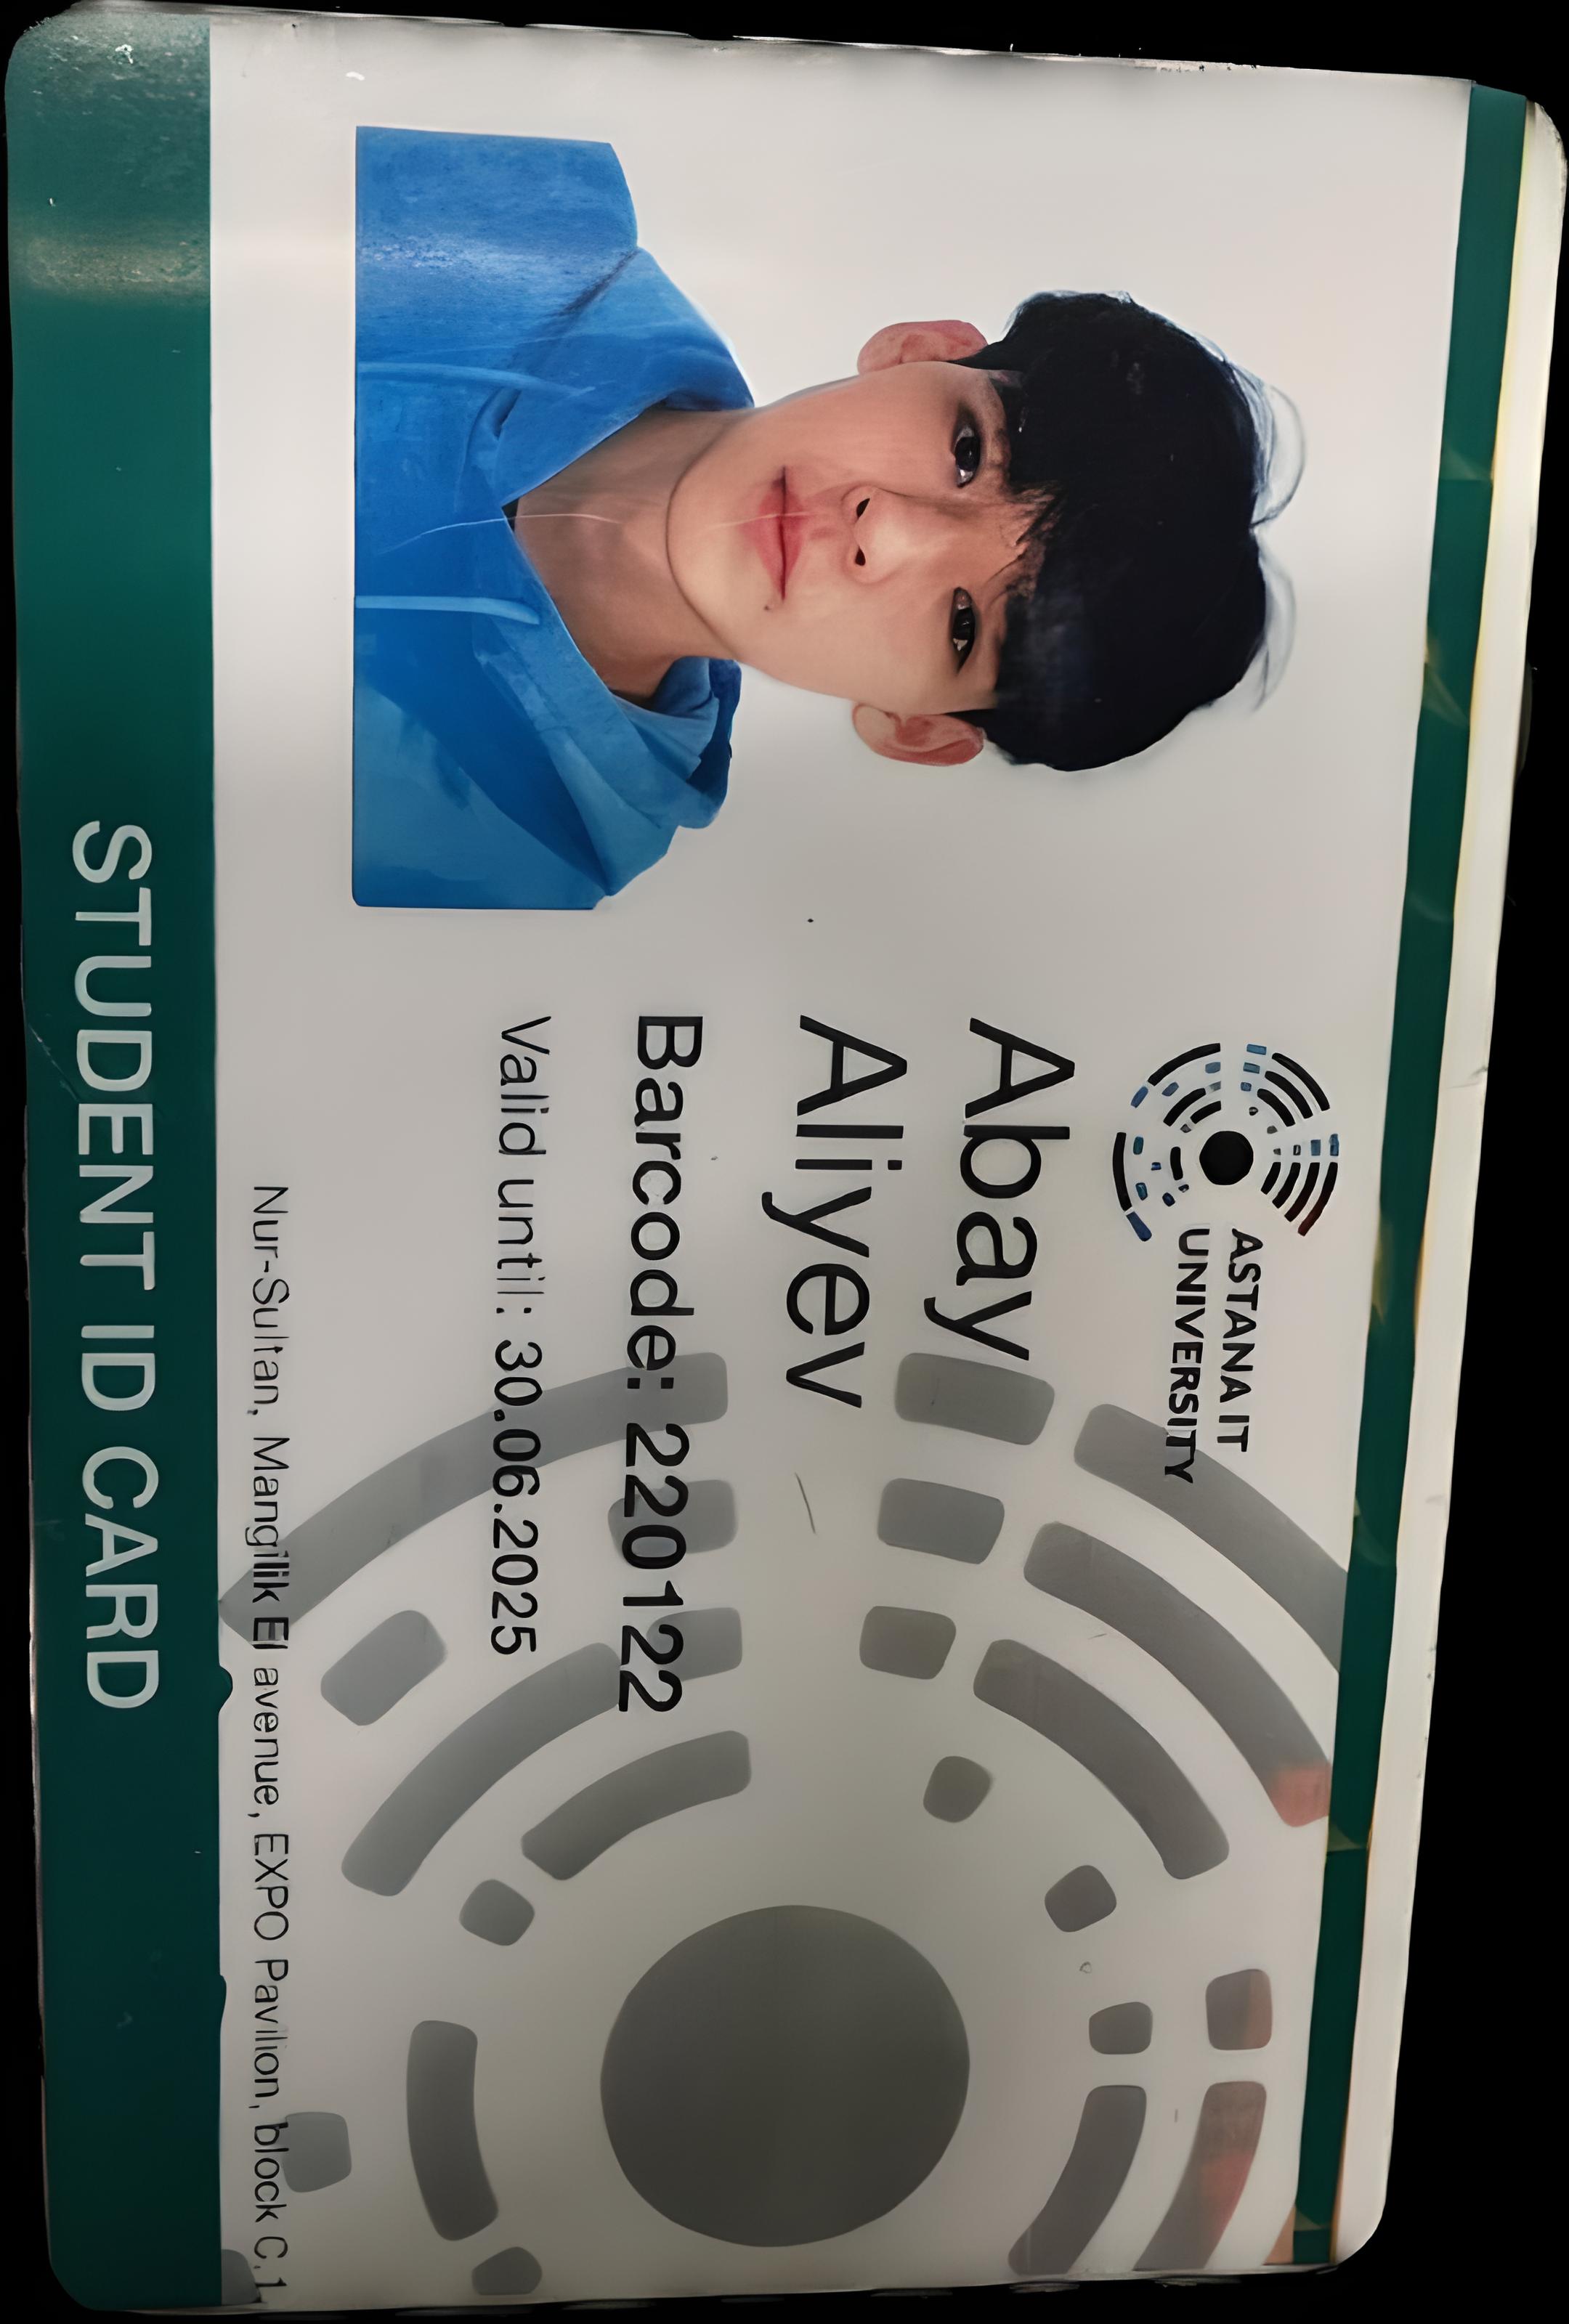 ASTANA IT
UNIVERSITY
Abay
Aliyev
Barcode: 220122
Valid until: 30.06.2025
Nur-Sultan, Mangilik El avenue, EXPO Pavilion, block C.1
STUDENT ID CARD